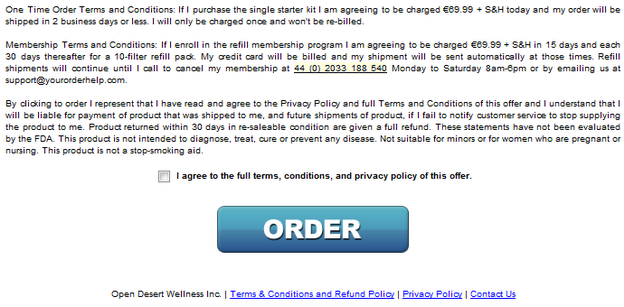 One Time Order Terms and Conditions: If I purchase the single starter kit I am agreeing to be charged €69.99 + S&H today and my order will be
shipped in 2 business days or less. I will only be charged once and won't be re-billed.
Membership Terms and Conditions: If I enroll in the refill membership program I am agreeing to be charged €69.99 + S&H in 15 days and each
30 days thereafter for a 10-filter refill pack. My credit card will be billed and my shipment will be sent automatically at those times. Refill
shipments will continue until I call to cancel my membership at 44 (0) 2033 188 540 Monday to Saturday 8am-6pm or by emailing us at
support@yourorderhelp.com.
By clicking to order I represent that I have read and agree to the Privacy Policy and full Terms and Conditions of this offer and I understand that I
will be liable for payment of product that was shipped to me, and future shipments of product, if I fail to notify customer service to stop supplying
the product to me. Product returned within 30 days in re-saleable condition are given a full refund. These statements have not been evaluated
by the FDA. This product is not intended to diagnose, treat, cure or prevent any disease. Not suitable for minors or for women who are pregnant or
nursing. This product is not a stop-smoking aid.
I agree to the full terms, conditions, and privacy policy of this offer.
ORDER
Open Desert Wellness Inc. | Terms & Conditions and Refund Policy | Privacy Policy | Contact Us